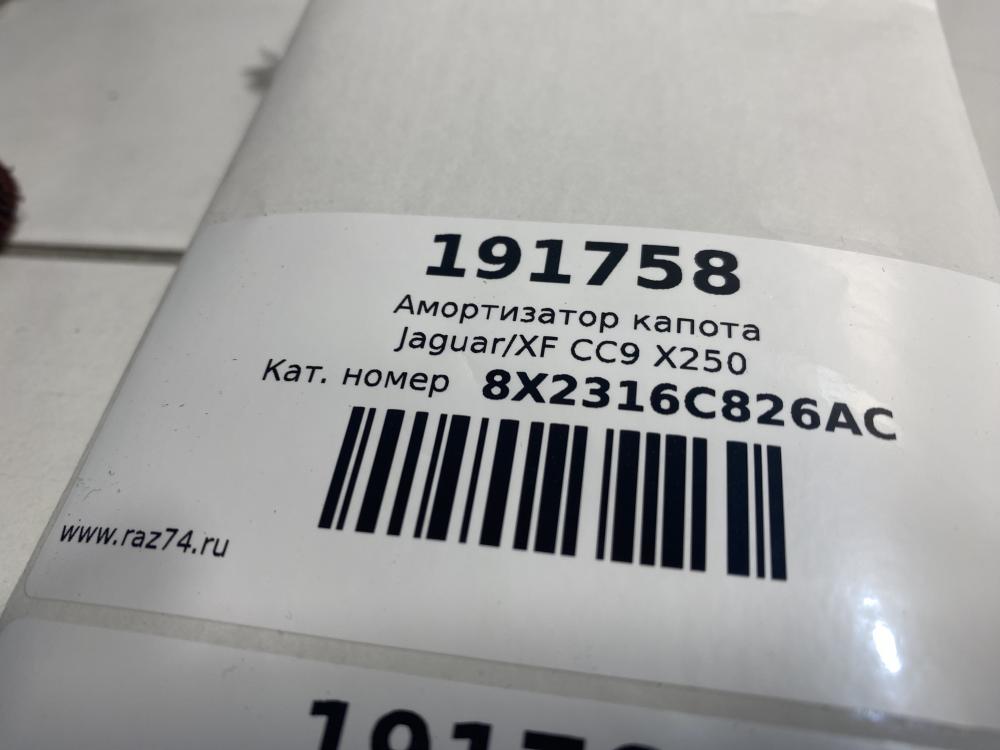 191758
Амортизатор капота
Jaguar/XF CC9 X250
Кат. номер 8X2316C826AC
www.raz74.ru